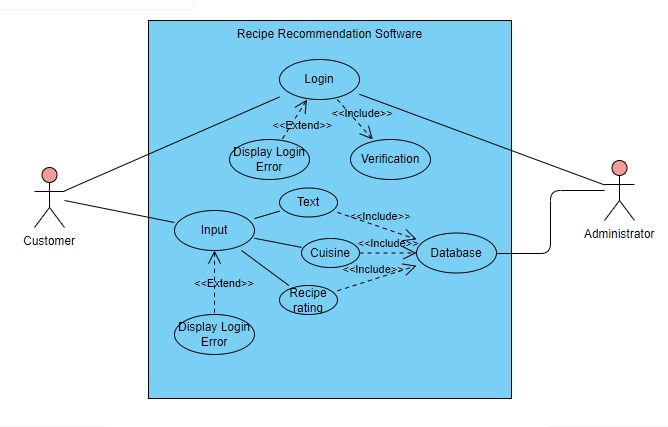 Recipe Recommendation Software
Login
<<Extend>>
<<Include>>
Display Login
Error
Verification
Customer
Administrator
Text
<<Include>>
Input
Cuisine
<<Include>>
Database
<<Include>>
<<Extend>>
Recipe
rating
Display Login
Error